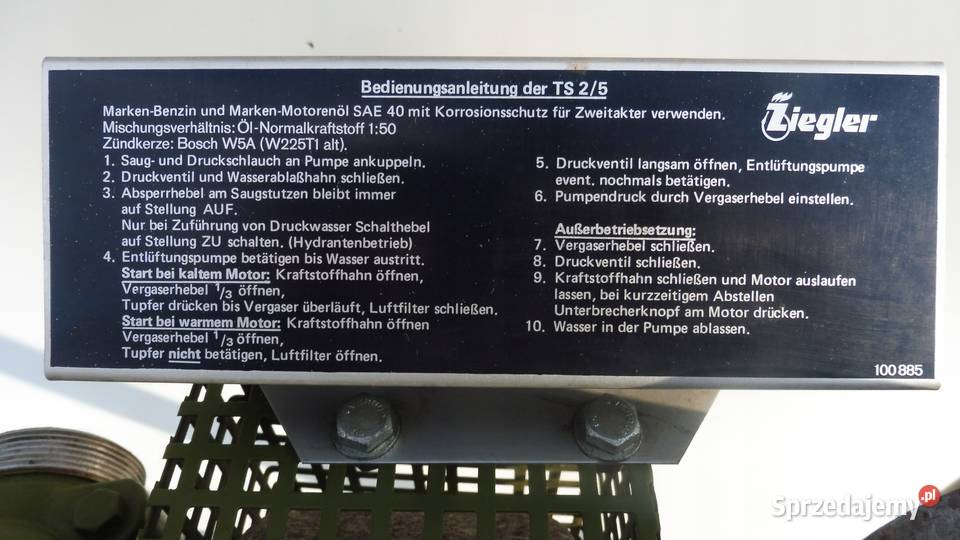 Bedienungsanleitung der TS 2/5
Marken-Benzin und Marken-Motorenöl SAE 40 mit Korrosionsschutz für Zweitakter verwenden.
Mischungsverhältnis: Öl-Normalkraftstoff 1:50
Zündkerze: Bosch W5A (W225T1 alt).
Ziegler
1. Saug- und Druckschlauch an Pumpe ankuppeln.
2. Druckventil und Wasserablaßhahn schließen.
3. Absperrhebel am Saugstutzen bleibt immer
auf Stellung AUF.
Nur bei Zuführung von Druckwasser Schalthebel
auf Stellung ZU schalten. (Hydrantenbetrieb)
4. Entlüftungspumpe betätigen bis Wasser austritt.
Start bei kaltem Motor: Kraftstoffhahn öffnen,
Vergaserhebel 1/3 öffnen,
Tupfer drücken bis Vergaser überläuft, Luftfilter schließen.
Start bei warmem Motor: Kraftstoffhahn öffnen
Vergaserhebel 1/3 öffnen,
Tupfer nicht betätigen, Luftfilter öffnen.
5. Druckventil langsam öffnen, Entlüftungspumpe
event. nochmals betätigen.
6. Pumpendruck durch Vergaserhebel einstellen.
Außerbetriebsetzung:
7. Vergaserhebel schließen.
8. Druckventil schließen.
9. Kraftstoffhahn schließen und Motor auslaufen
lassen, bei kurzzeitigem Abstellen
Unterbrecherknopf am Motor drücken.
10. Wasser in der Pumpe ablassen.
100 885
Sprzedajemy.pl